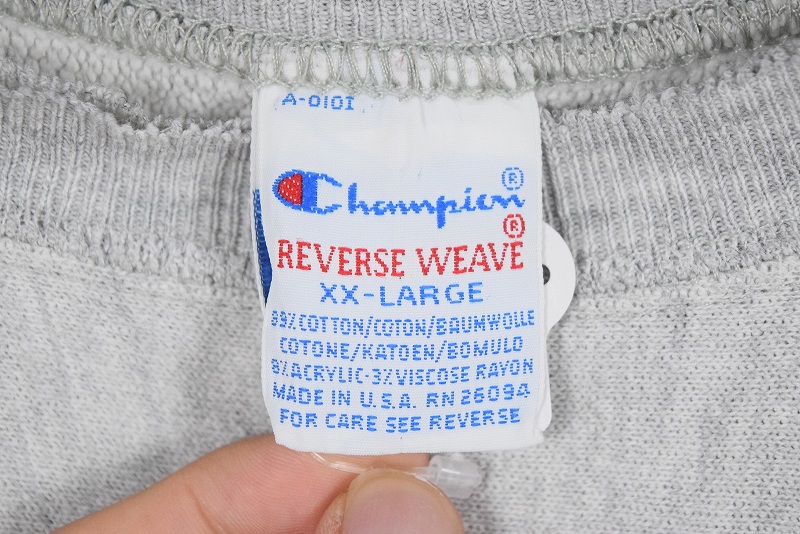 A-0101
Champion®
REVERSE WEAVE®
XX-LARGE
89% COTTON/COTON/BAUMWOLLE
COTONE/KATOEN/BOMULD
8% ACRYLIC-3% VISCOSE RAYON
MADE IN U.S.A. RN 26094
FOR CARE SEE REVERSE